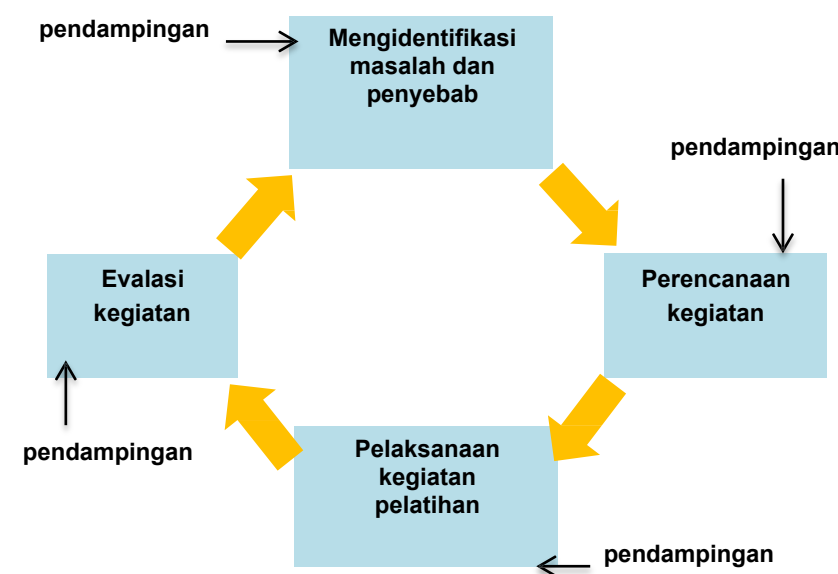 pendampingan
Mengidentifikasi
masalah dan
penyebab
pendampingan
Evalasi
kegiatan
Perencanaan
kegiatan
pendampingan
Pelaksanaan
kegiatan
pelatihan
pendampingan